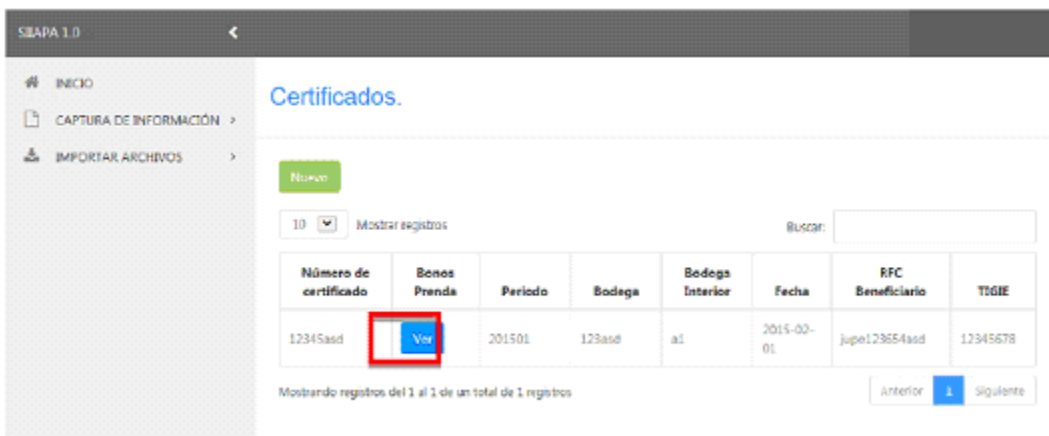 SIIAPA 1.0
INICIO
CAPTURA DE INFORMACIÓN
IMPORTAR ARCHIVOS
Certificados.
Nuevo
10 Mostrar registros
Buscar:
Número de certificado Bonos Prenda Periodo Bodega Bodega Interior Fecha RFC Beneficiario TIGIE
12345asd Ver 201501 123asd a1 2015-02-01 jupe123654asd 12345678
Mostrando registros del 1 al 1 de un total de 1 registros
Anterior 1 Siguiente